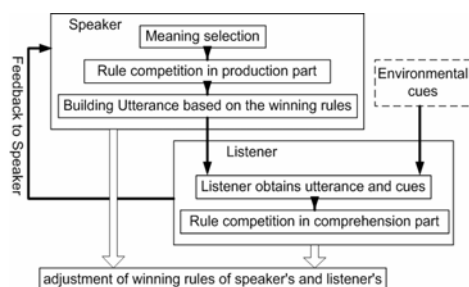 Speaker
Meaning selection
Rule competition in production part
Building Utterance based on the winning rules
Feedback to Speaker
Environmental
cues
Listener
Listener obtains utterance and cues
Rule competition in comprehension part
adjustment of winning rules of speaker's and listener's